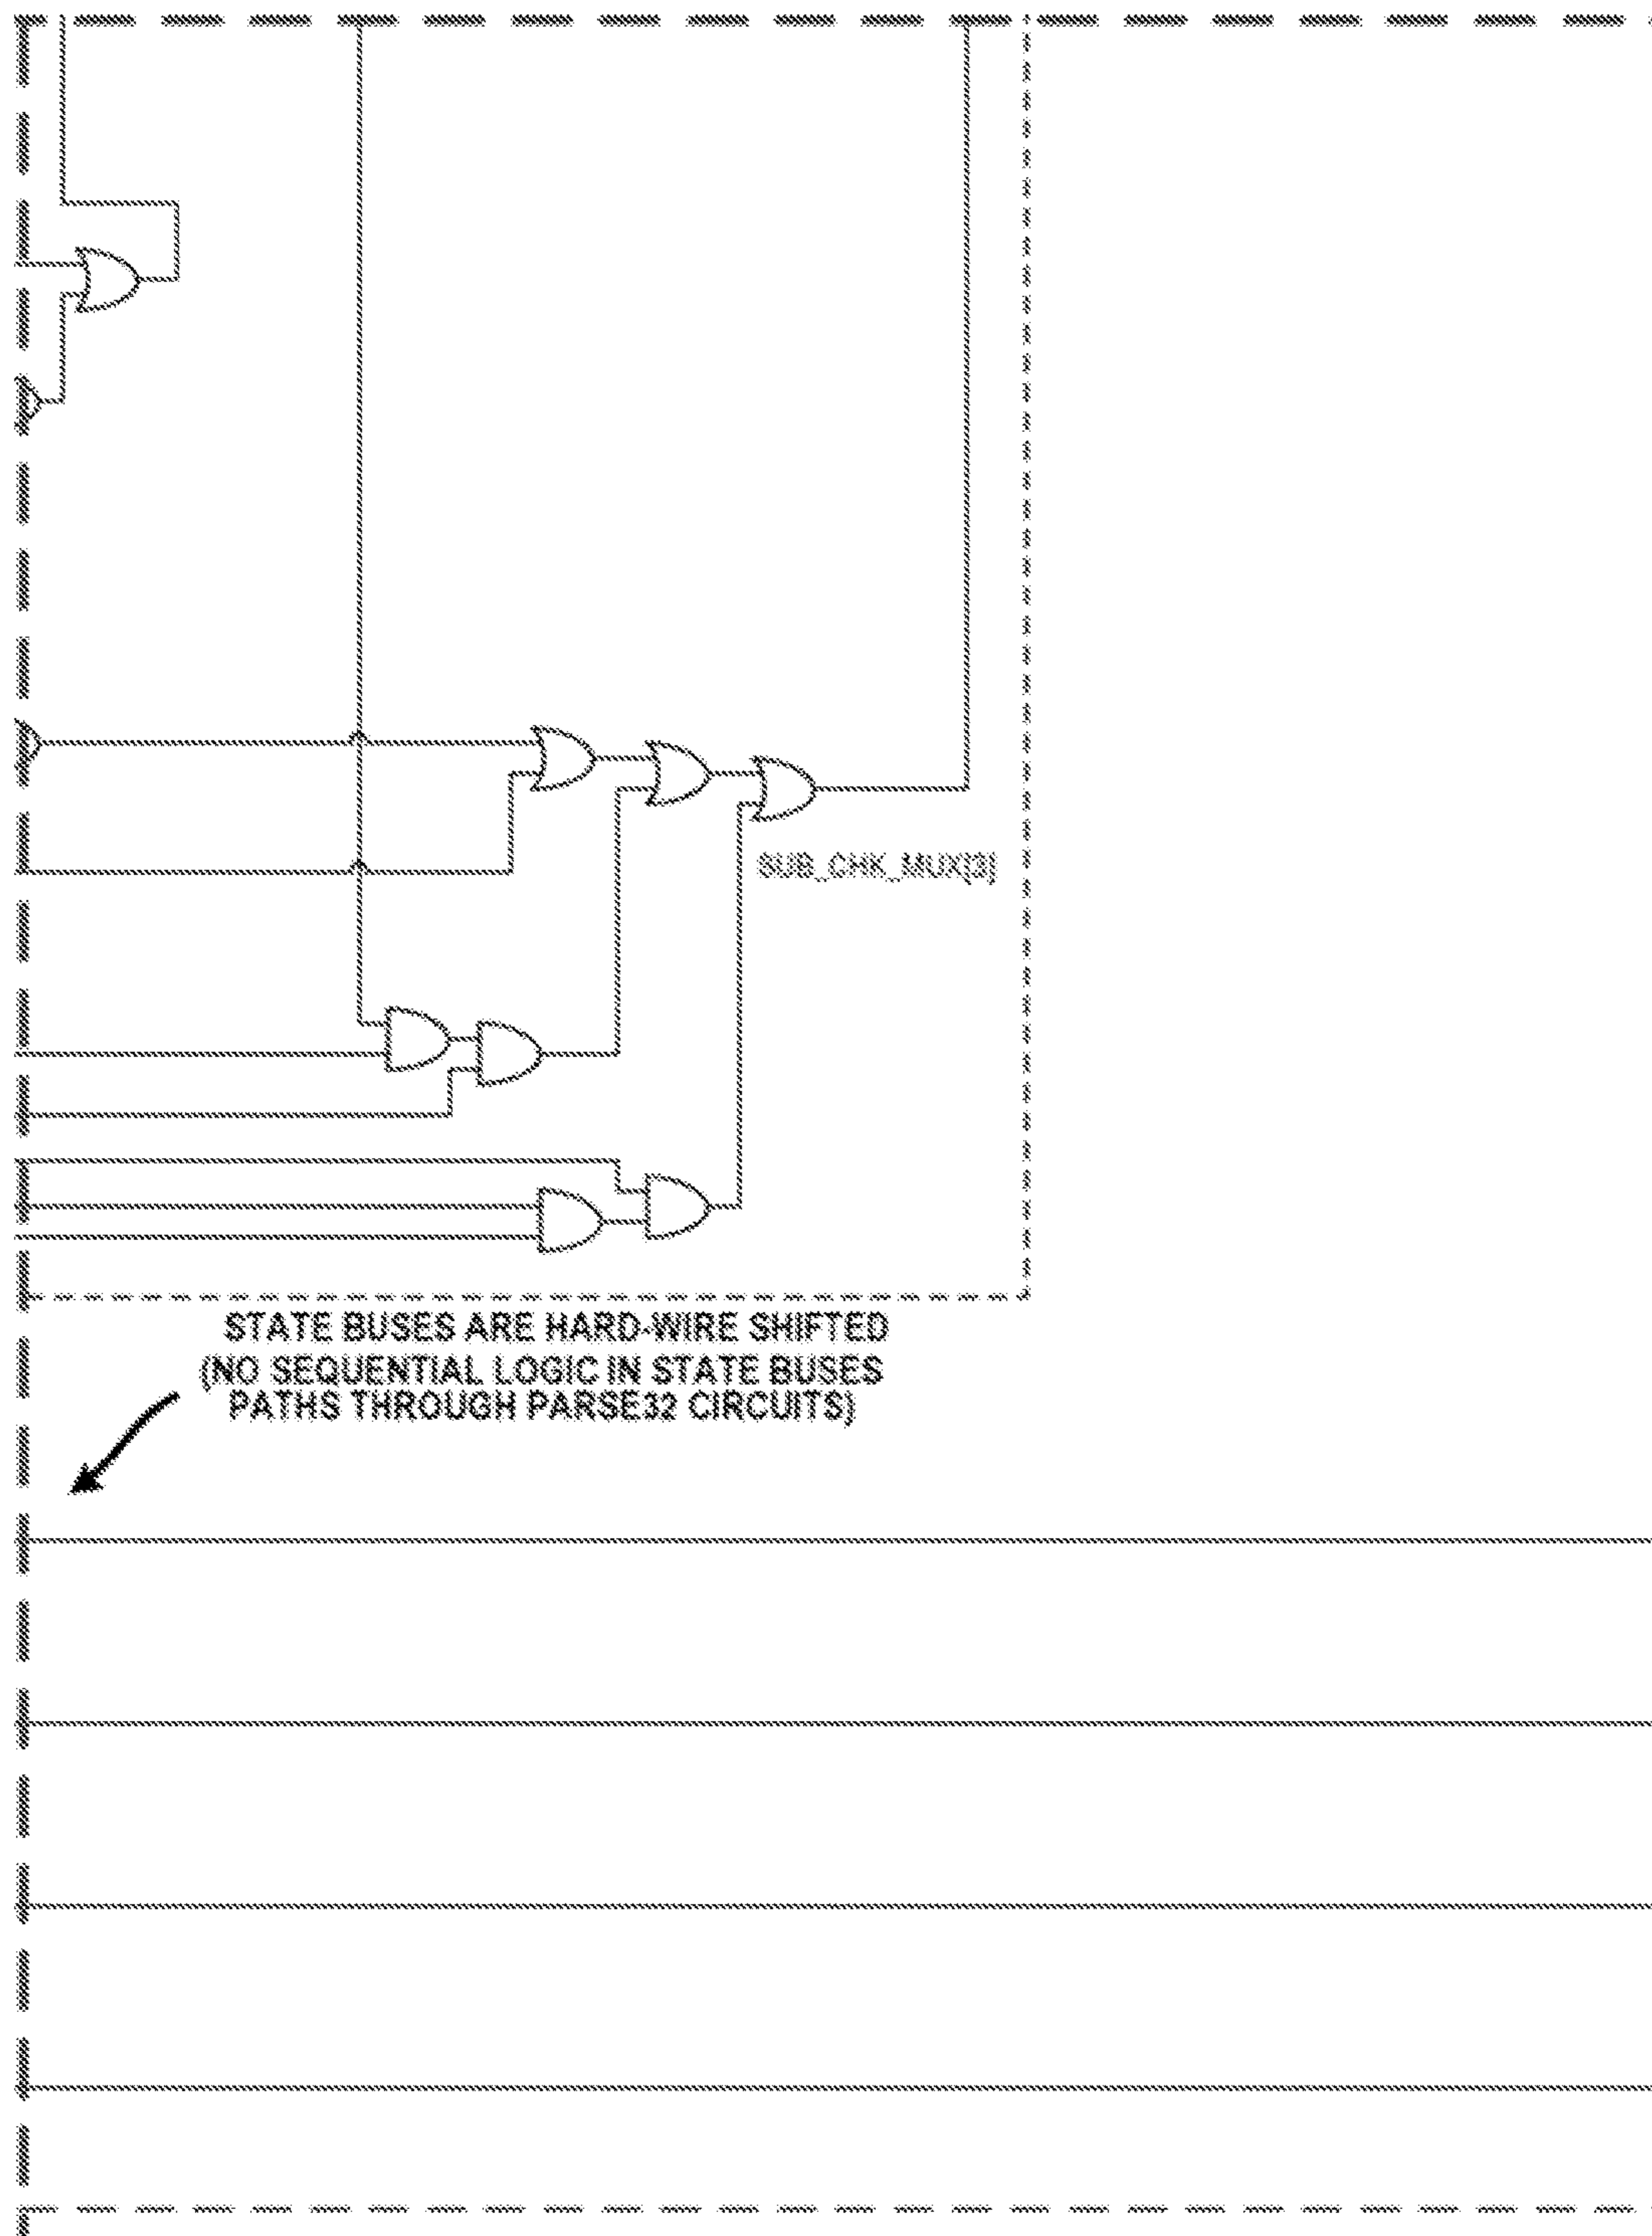 SUB_CHK_MUX[3]
STATE BUSES ARE HARD-WIRE SHIFTED
(NO SEQUENTIAL LOGIC IN STATE BUSES
PATHS THROUGH PARSE32 CIRCUITS)